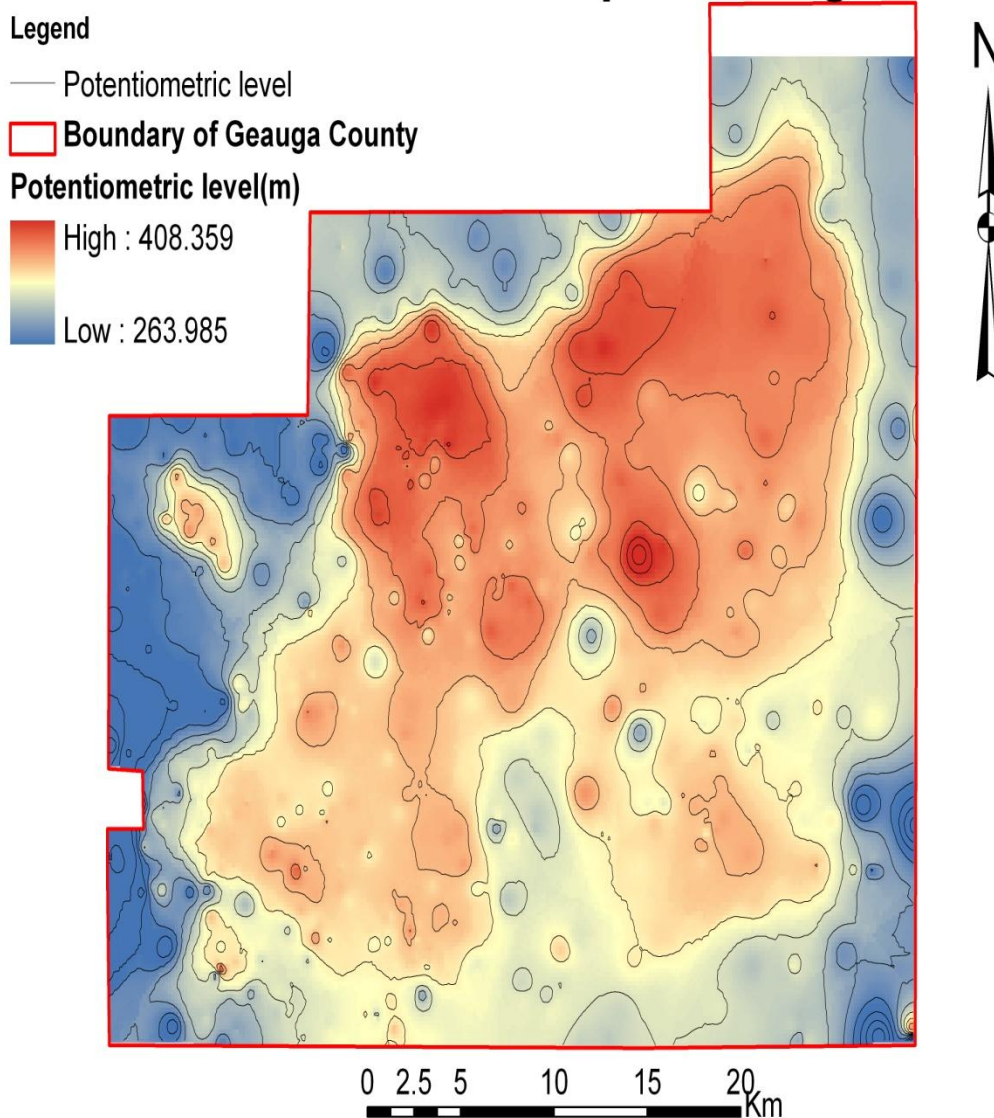 Legend
Potentiometric level
Boundary of Geauga County
Potentiometric level(m)
High : 408.359
Low : 263.985
N
0 2.5 5 10 15 20
Km